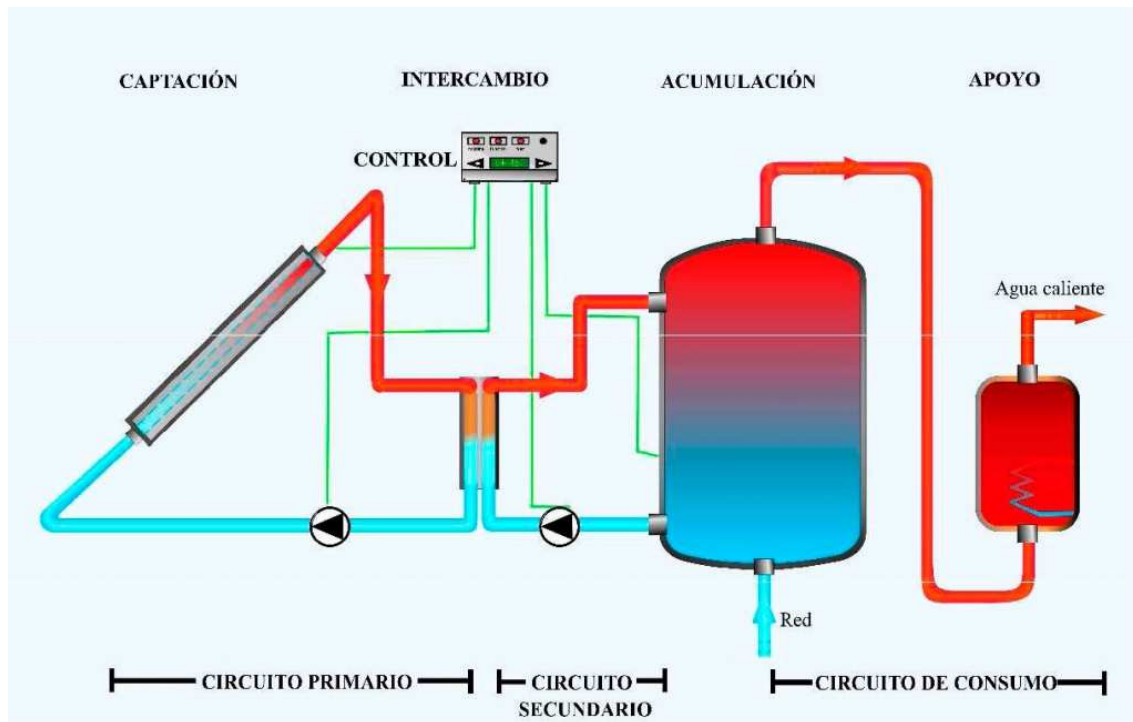 CAPTACIÓN
INTERCAMBIO
ACUMULACIÓN
APOYO
CONTROL
Agua caliente
Red
CIRCUITO PRIMARIO
CIRCUITO
SECUNDARIO
CIRCUITO DE CONSUMO